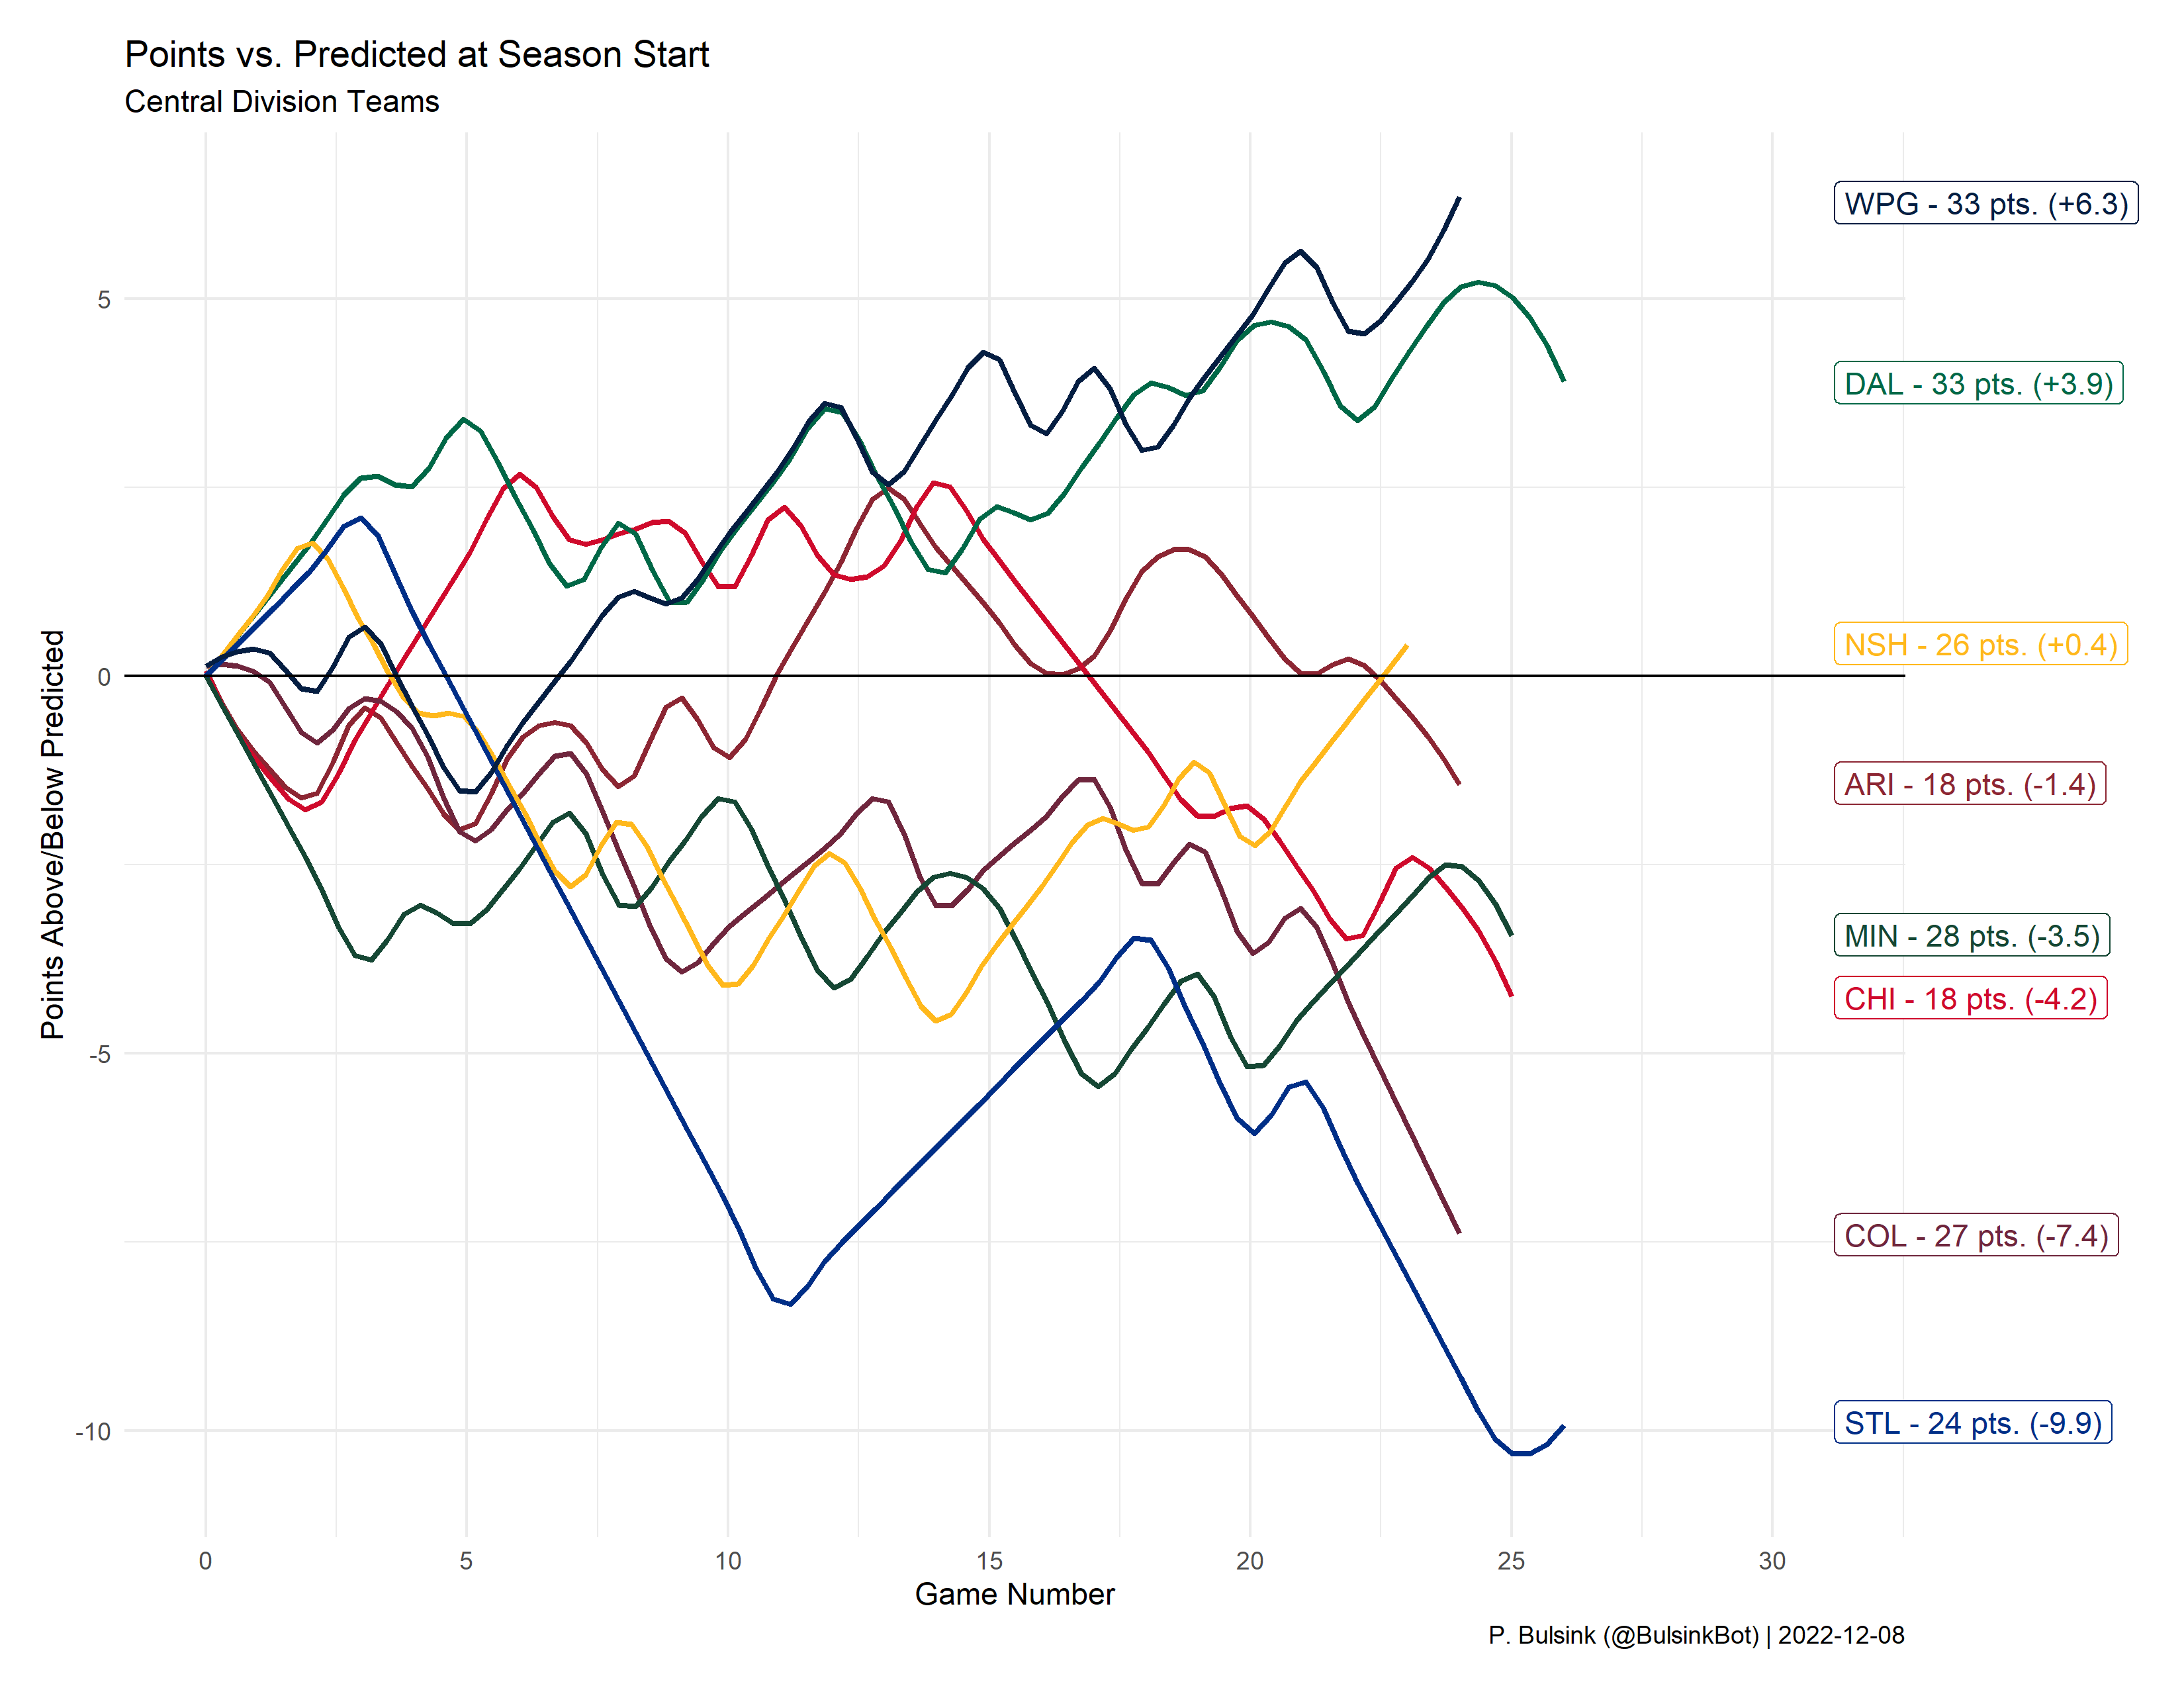 Points vs. Predicted at Season Start
Central Division Teams
Points Above/Below Predicted
5
0
-5
-10
WPG - 33 pts. (+6.3)
DAL - 33 pts. (+3.9)
NSH - 26 pts. (+0.4)
ARI - 18 pts. (-1.4)
MIN - 28 pts. (-3.5)
CHI - 18 pts. (-4.2)
COL - 27 pts. (-7.4)
STL - 24 pts. (-9.9)
0 5 10 15 20 25 30
Game Number
P. Bulsink (@BulsinkBot) | 2022-12-08